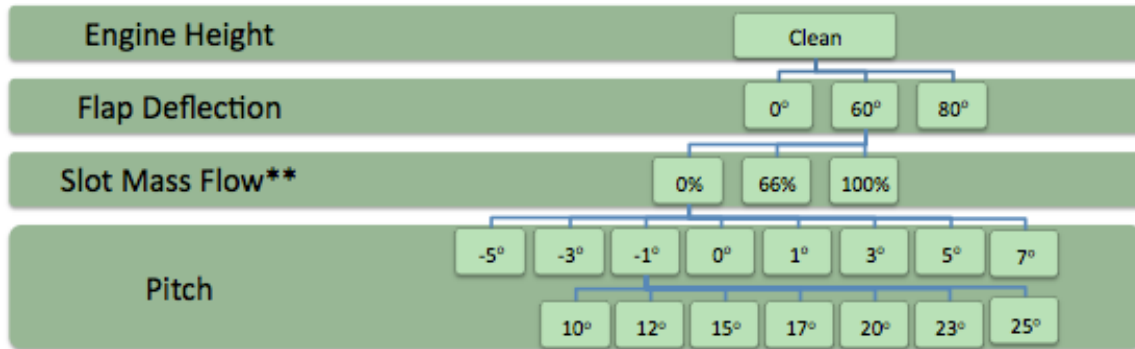 Engine Height Clean
Flap Deflection 0° 60° 80°
Slot Mass Flow** 0% 66% 100%
-5° -3° -1° 0° 1° 3° 5° 7°
Pitch
10° 12° 15° 17° 20° 23° 25°